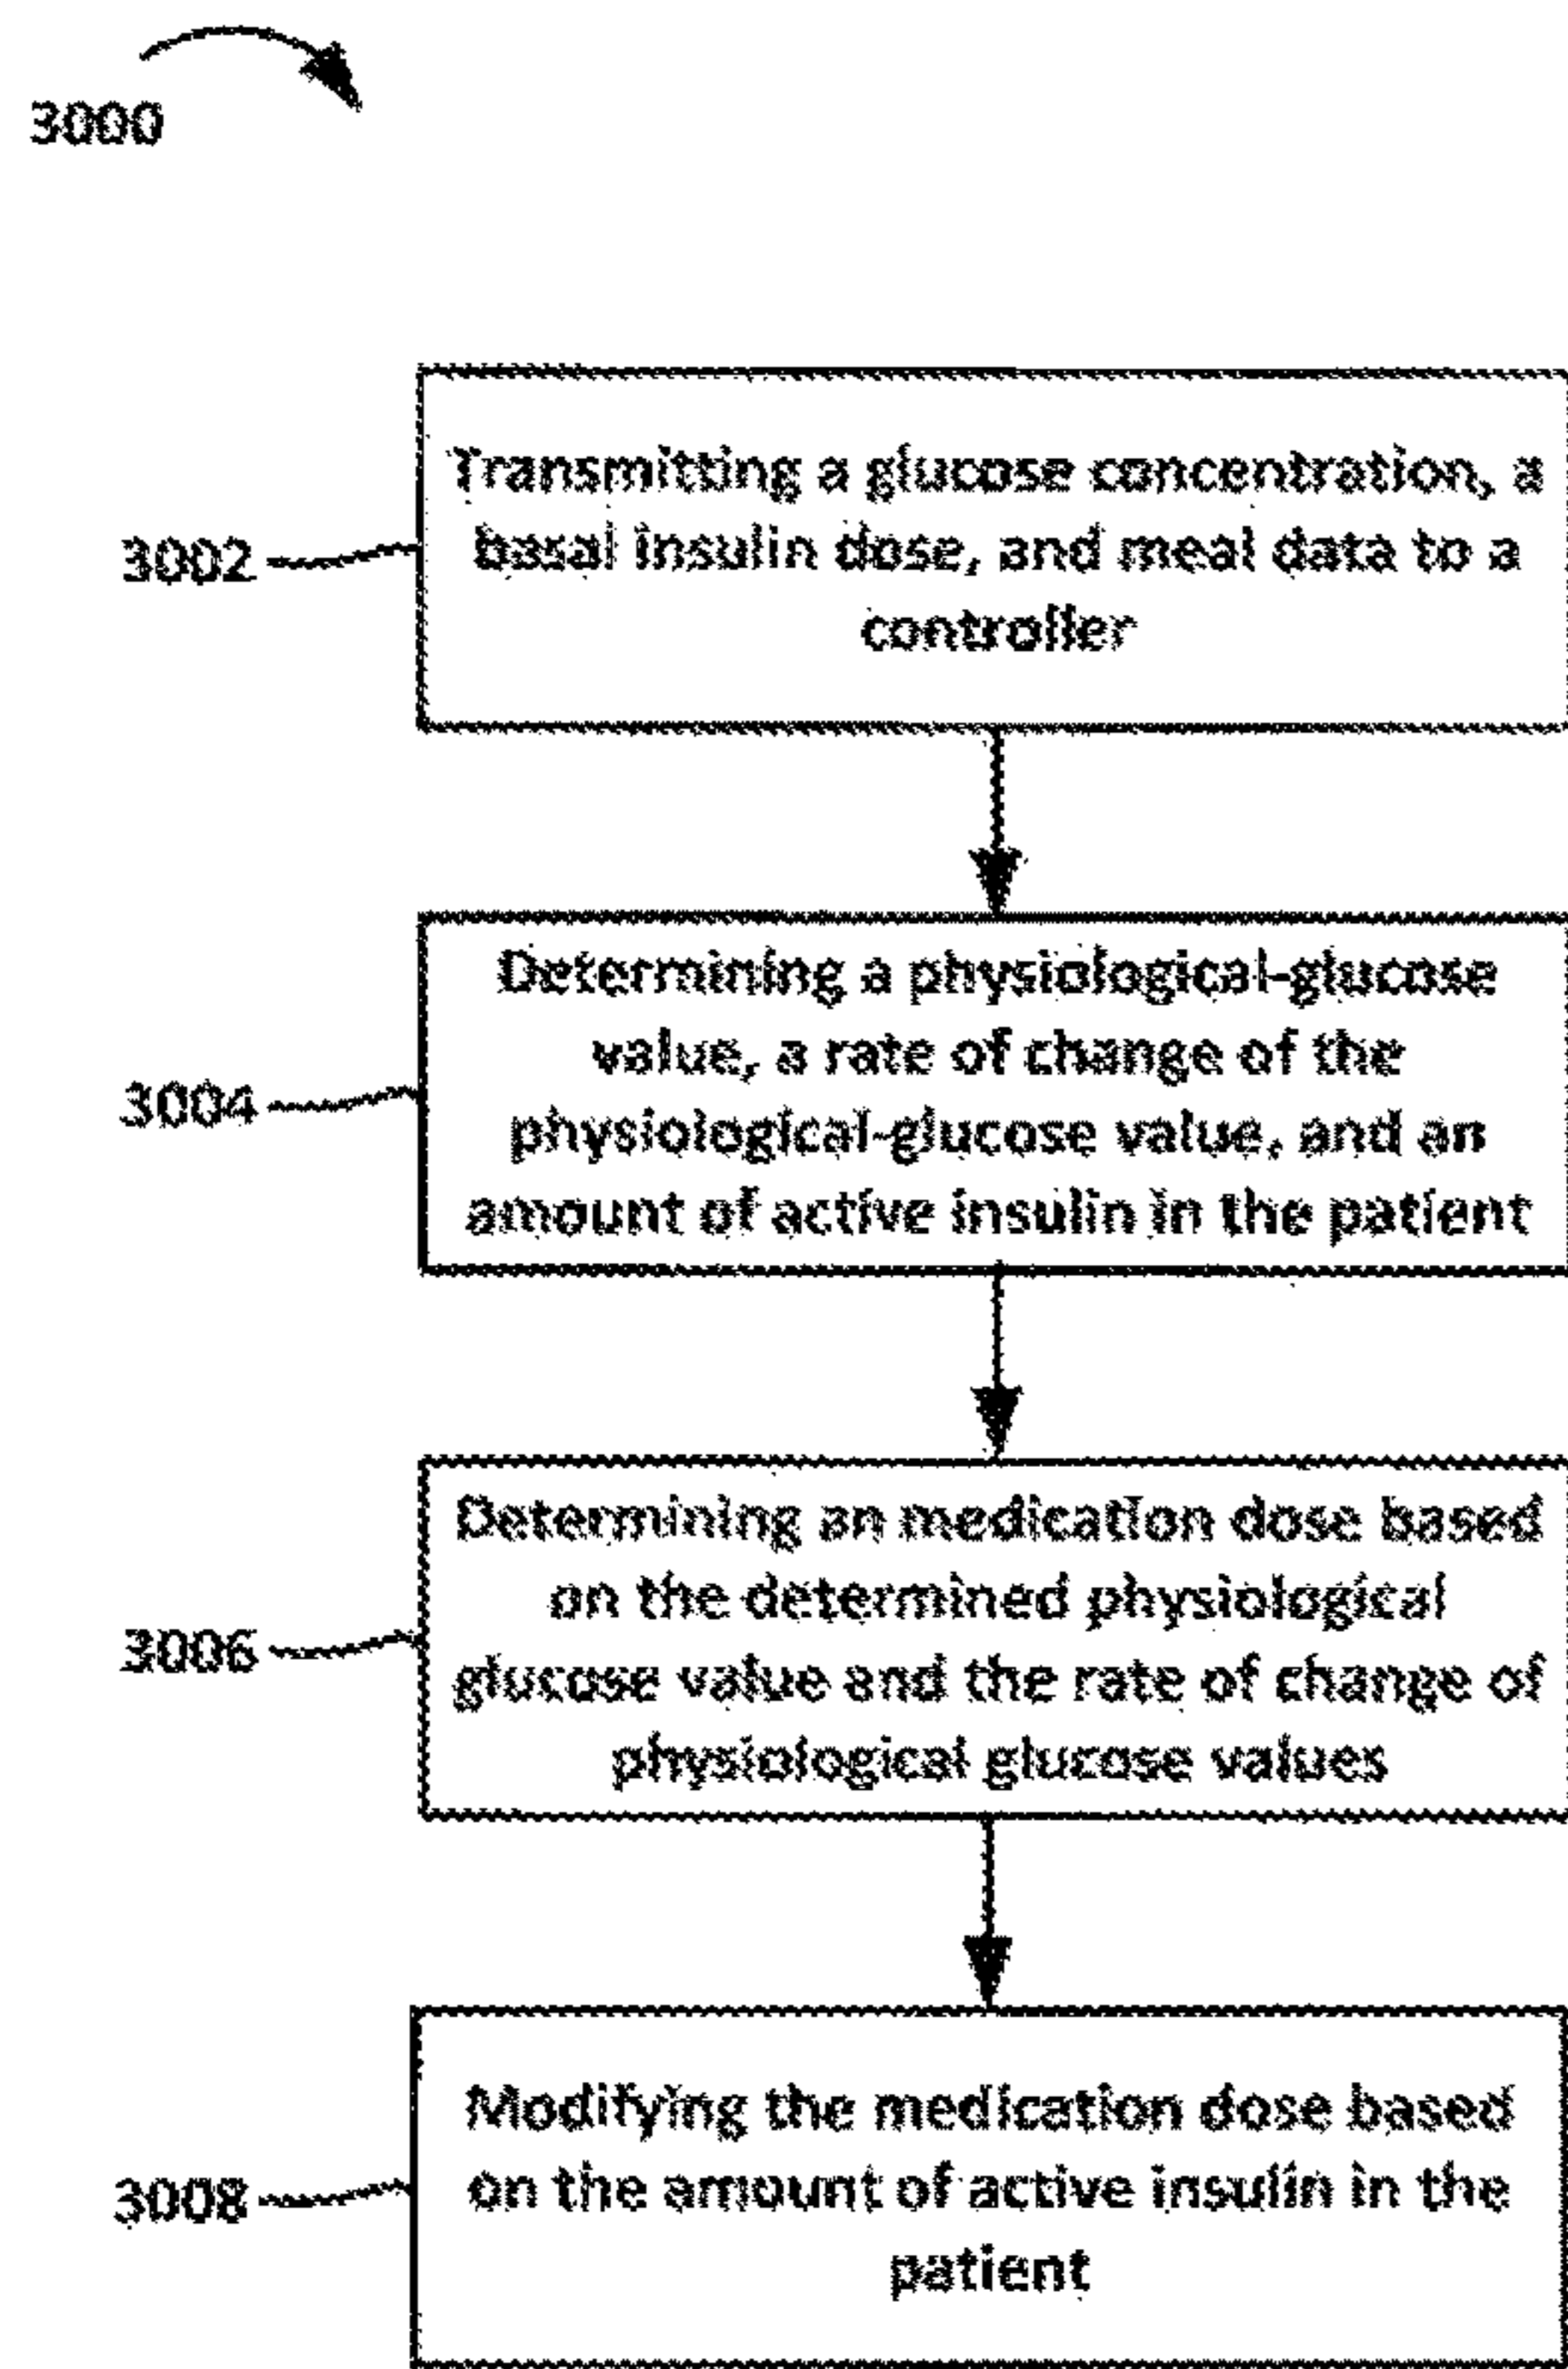 3000
Transmitting a glucose concentration, a
basal insulin dose, and meal data to a
controller
3002
Determining a physiological-glucose
value, a rate of change of the
physiological-glucose value, and an
amount of active insulin in the patient
3004
Determining an medication dose based
on the determined physiological
glucose value and the rate of change of
physiological glucose values
3006
Modifying the medication dose based
on the amount of active insulin in the
patient
3008